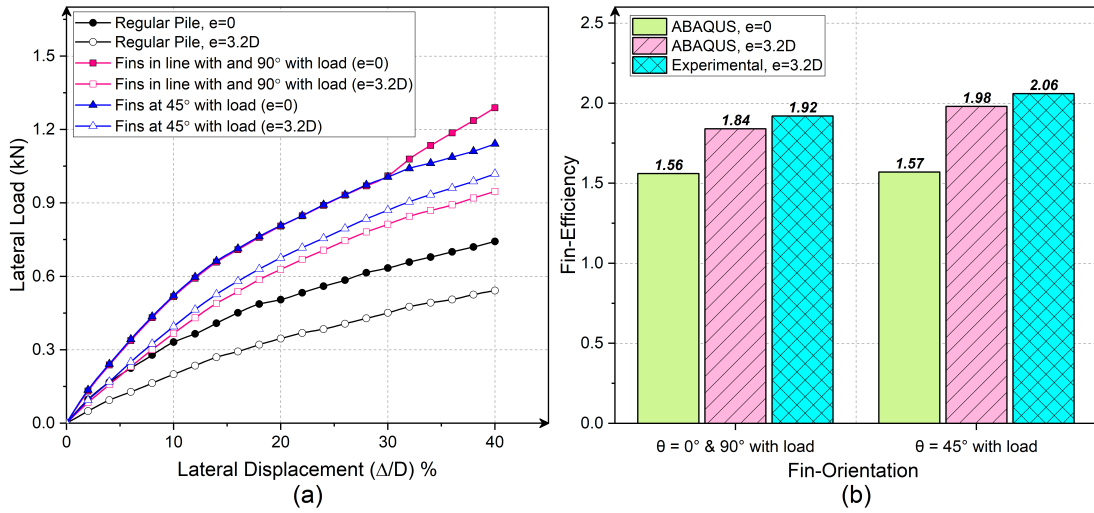 Regular Pile, e=0
Regular Pile, e=3.2D
Fins in line with and 90° with load (e=0)
Fins in line with and 90° with load (e=3.2D)
Fins at 45° with load (e=0)
Fins at 45° with load (e=3.2D)
1.5
1.2
0.9
0.6
0.3
0.0
Lateral Load (kN)
0 10 20 30 40
Lateral Displacement (Δ/D) %
(a)
ABAQUS, e=0
ABAQUS, e=3.2D
Experimental, e=3.2D
2.5
2.0
1.5
1.0
0.5
0.0
Fin-Efficiency
1.56 1.84 1.92 1.57 1.98 2.06
θ = 0° & 90° with load θ = 45° with load
Fin-Orientation
(b)